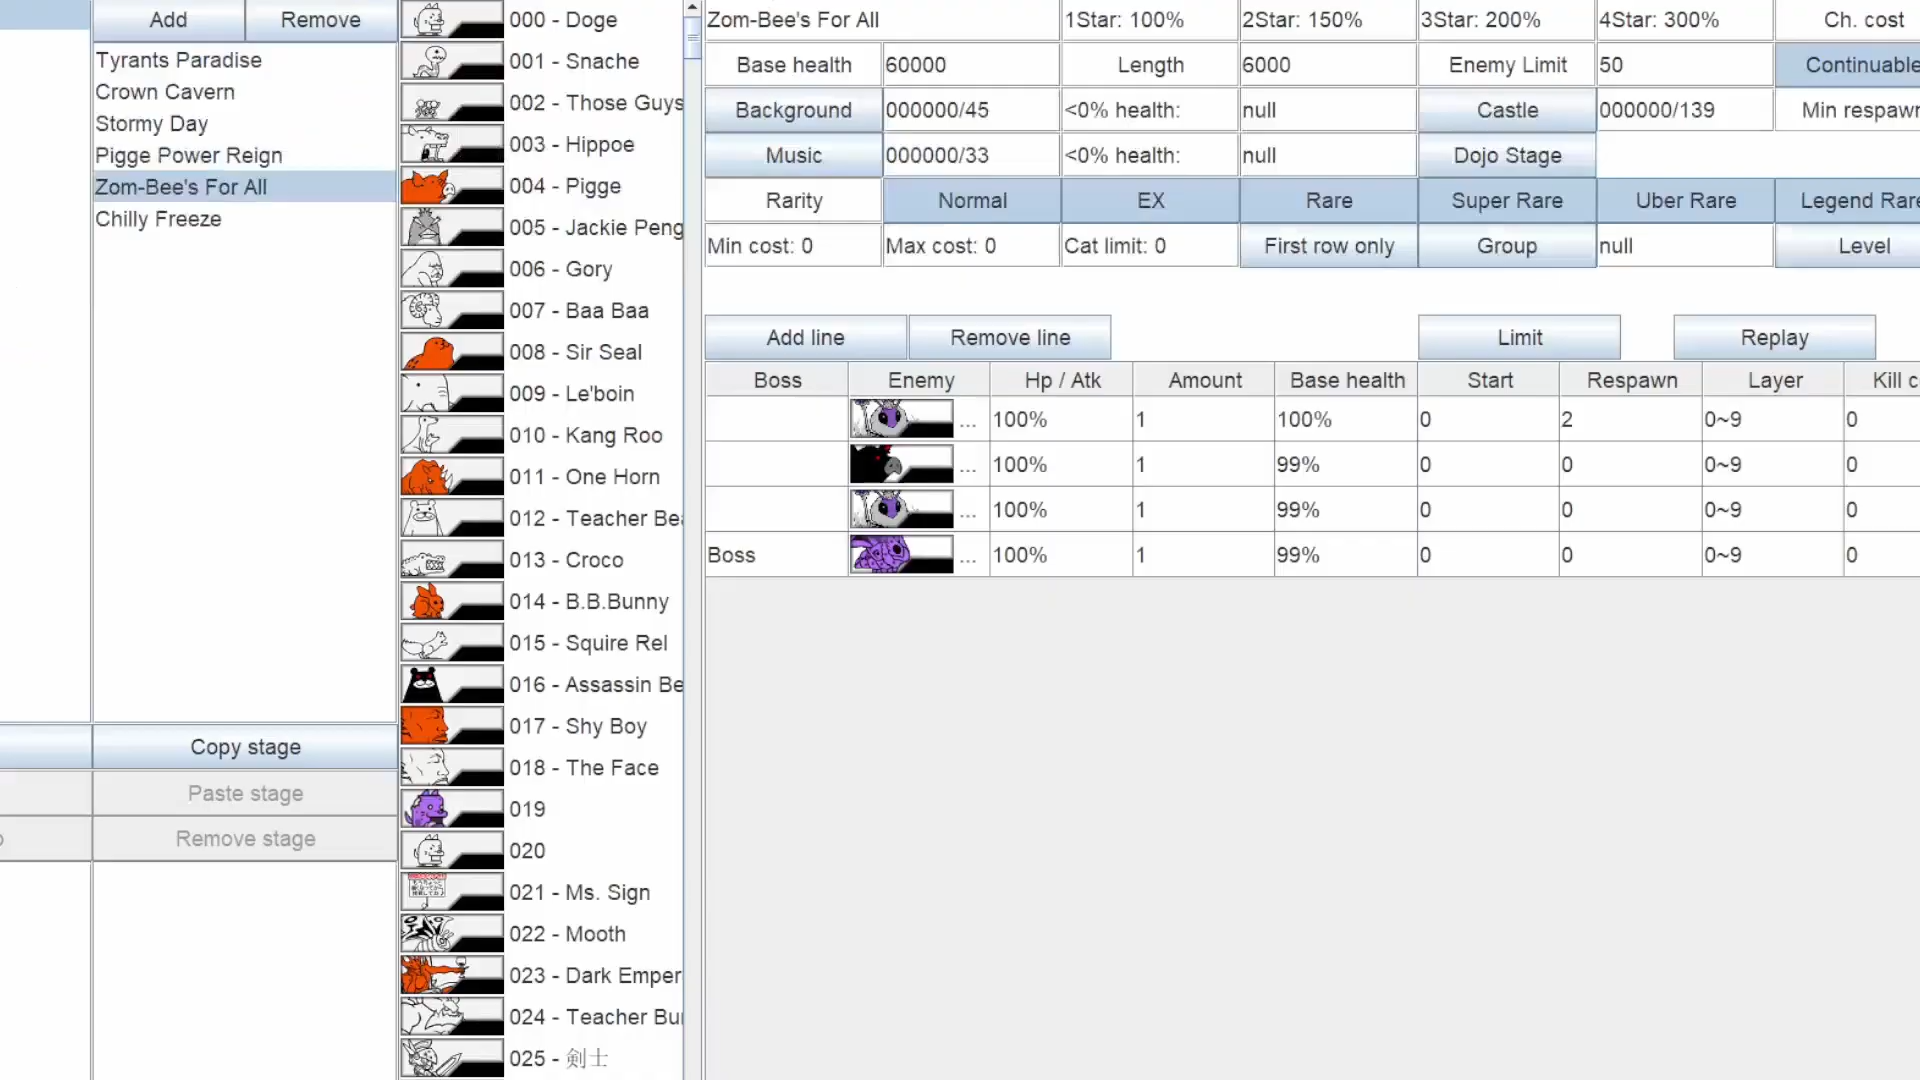 Add
Remove
Tyrants Paradise
Crown Cavern
Stormy Day
Pigge Power Reign
Zom-Bee's For All
Chilly Freeze
Copy stage
Paste stage
Remove stage
000 - Doge
001 - Snache
002 - Those Guys
003 - Hippoe
004 - Pigge
005 - Jackie Peng
006 - Gory
007 - Baa Baa
008 - Sir Seal
009 - Le'boin
010 - Kang Roo
011 - One Horn
012 - Teacher Bea
013 - Croco
014 - B.B.Bunny
015 - Squire Rel
016 - Assassin Be
017 - Shy Boy
018 - The Face
019
020
021 - Ms. Sign
022 - Mooth
023 - Dark Emper
024 - Teacher Bu
025 - 剣士
Zom-Bee's For All 1Star: 100% 2Star: 150% 3Star: 200% 4Star: 300% Ch. cost
Base health 60000 Length 6000 Enemy Limit 50 Continuable
Background 000000/45 <0% health: null Castle 000000/139 Min respawn
Music 000000/33 <0% health: null Dojo Stage
Rarity Normal EX Rare Super Rare Uber Rare Legend Rare
Min cost: 0 Max cost: 0 Cat limit: 0 First row only Group null Level
Add line Remove line Limit Replay
Boss Enemy Hp / Atk Amount Base health Start Respawn Layer Kill c
... 100% 1 100% 0 2 0~9 0
... 100% 1 99% 0 0 0~9 0
... 100% 1 99% 0 0 0~9 0
Boss ... 100% 1 99% 0 0 0~9 0